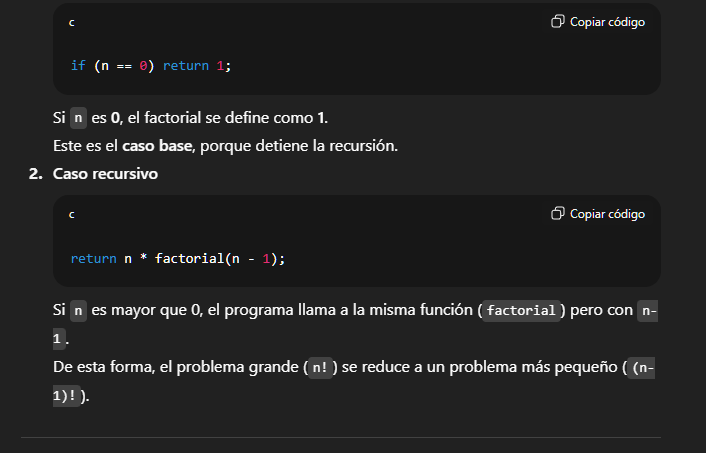 c
Copiar código
if (n == 0) return 1;
Si n es 0, el factorial se define como 1.
Este es el caso base, porque detiene la recursión.
2. Caso recursivo
c
Copiar código
return n * factorial(n - 1);
Si n es mayor que 0, el programa llama a la misma función ( factorial ) pero con n-
1 .
De esta forma, el problema grande ( n! ) se reduce a un problema más pequeño ( (n-
1)! ).